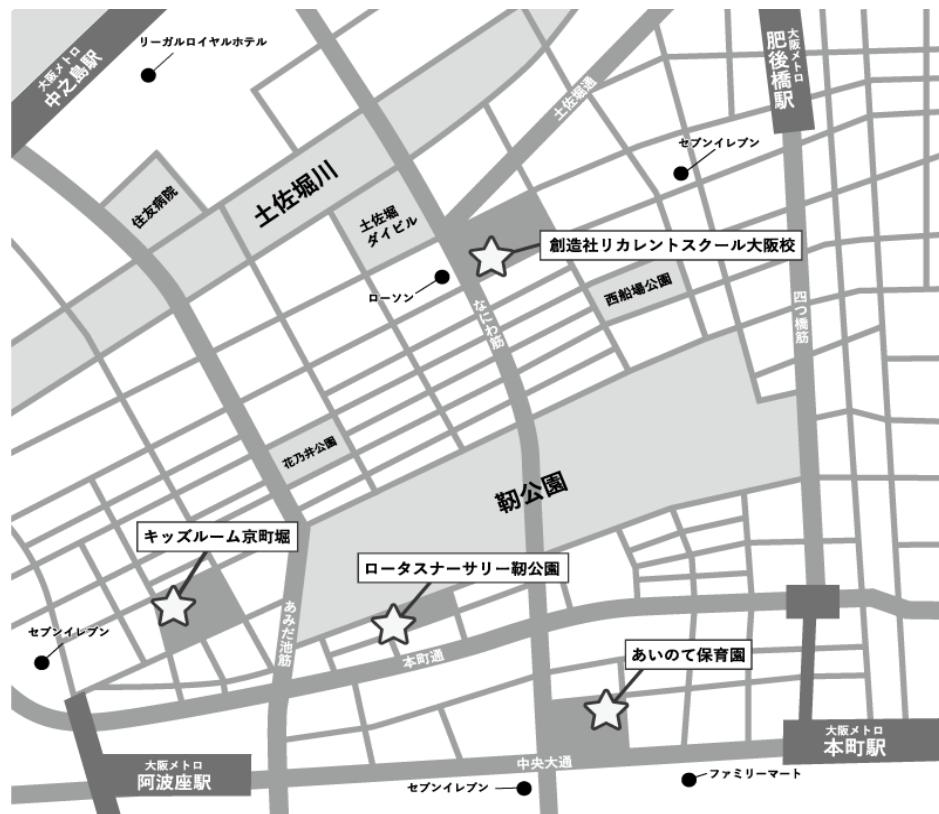 リーガルロイヤルホテル
大阪メトロ
中之島駅
大阪メトロ
肥後橋駅
土佐堀通
セブンイレブン
住友病院
土佐堀川
土佐堀
ダイビル
創造社リカレントスクール大阪校
ローソン
西船場公園
なにわ筋
四つ橋筋
花乃井公園
靭公園
キッズルーム京町堀
ロータスナーサリー靭公園
セブンイレブン
あみだ池筋
本町通
あいのて保育園
大阪メトロ
本町駅
大阪メトロ
阿波座駅
中央大通
セブンイレブン
ファミリーマート